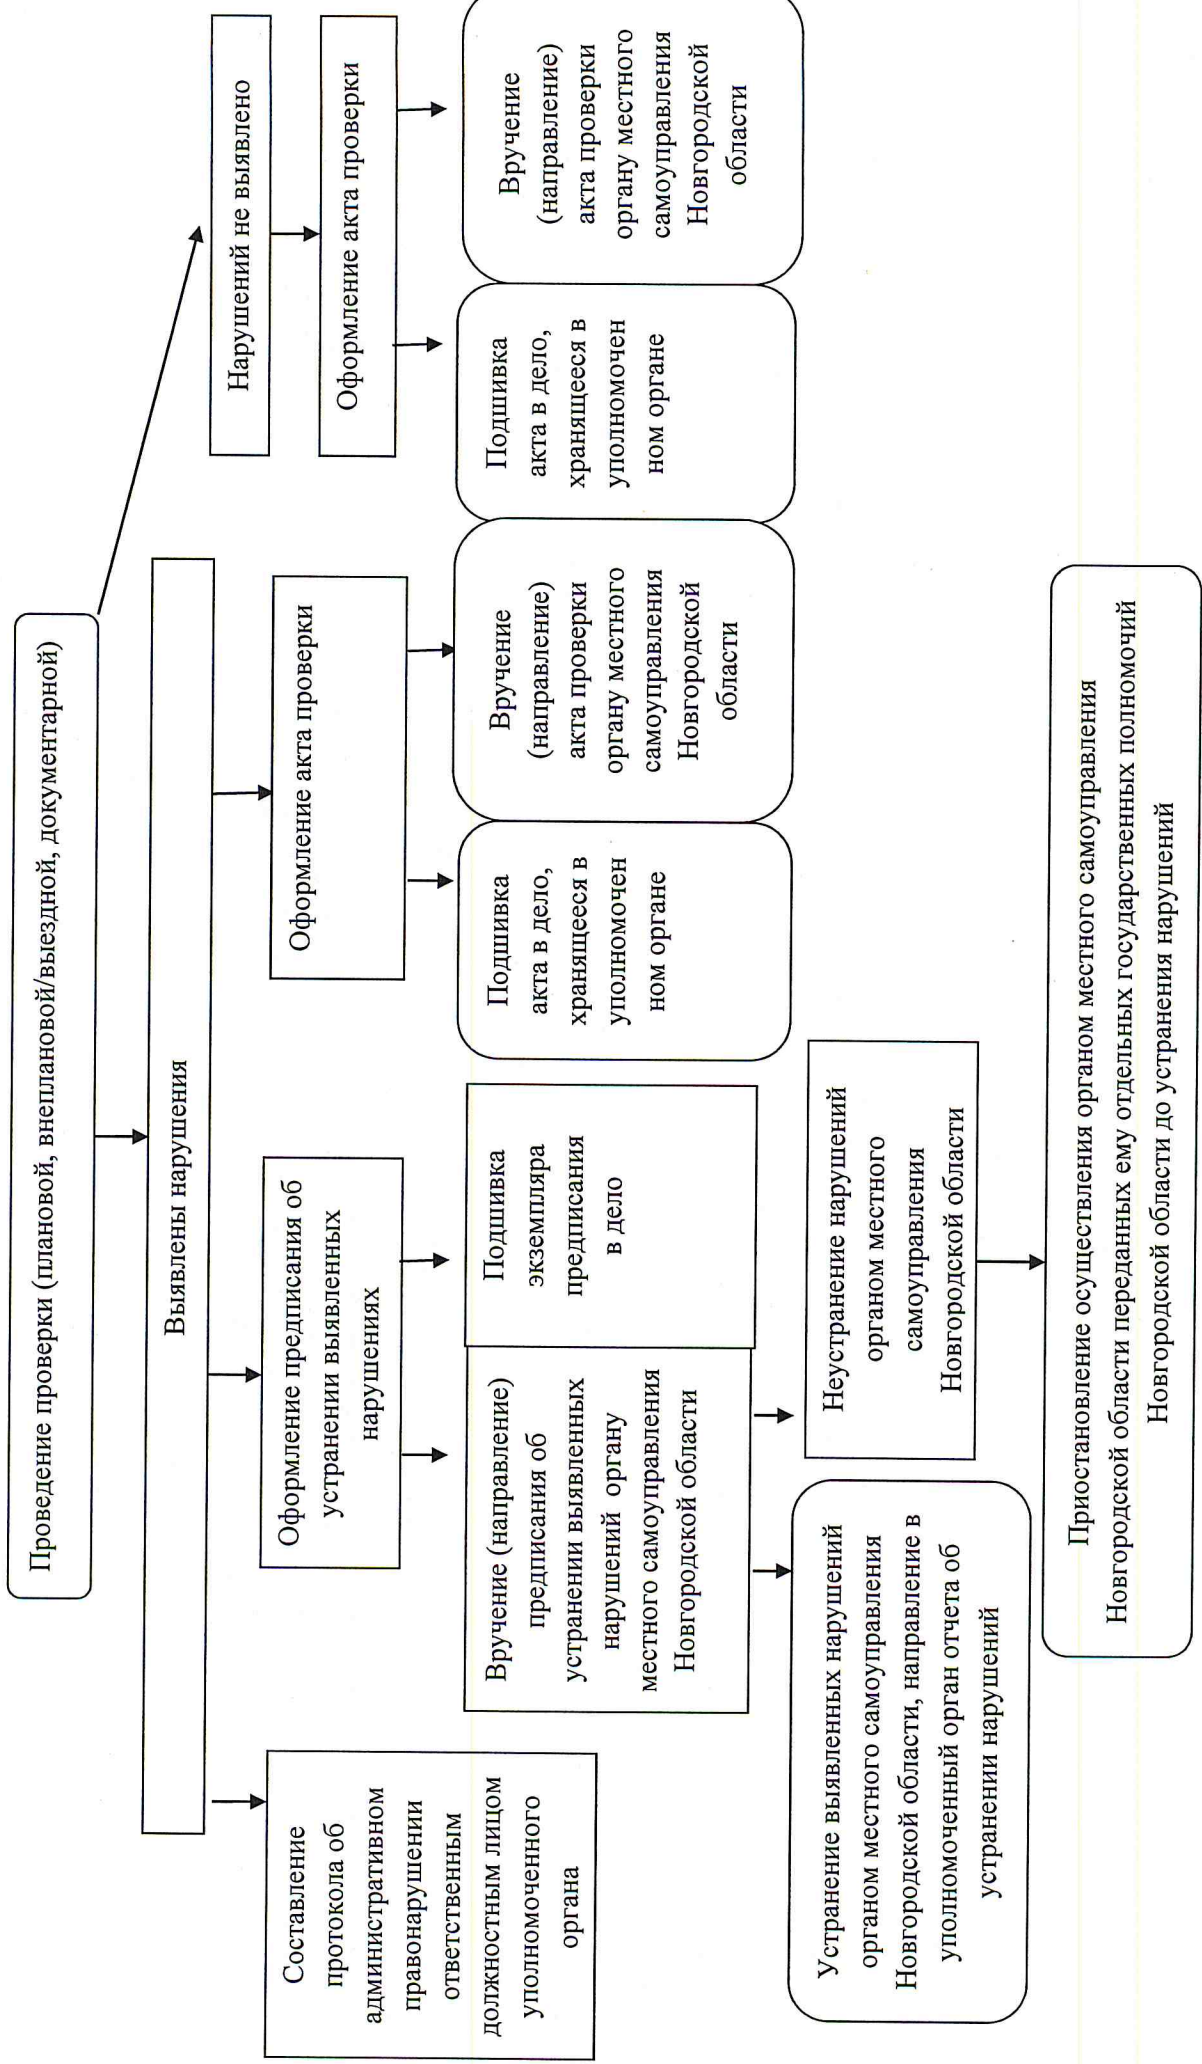 Проведение проверки (плановой, внеплановой/выездной, документарной)
Выявлены нарушения
Нарушений не выявлено
Составление
протокола об
административном
правонарушении
ответственным
должностным лицом
уполномоченного
органа
Оформление предписания об
устранении выявленных
нарушениях
Оформление акта проверки
Оформление акта проверки
Вручение (направление)
предписания об
устранении выявленных
нарушений органу
местного самоуправления
Новгородской области
Подшивка
экземпляра
предписания
в дело
Подшивка
акта в дело,
хранящееся в
уполномочен
ном органе
Вручение
(направление)
акта проверки
органу местного
самоуправления
Новгородской
области
Подшивка
акта в дело,
хранящееся в
уполномочен
ном органе
Вручение
(направление)
акта проверки
органу местного
самоуправления
Новгородской
области
Устранение выявленных нарушений
органом местного самоуправления
Новгородской области, направление в
уполномоченный орган отчета об
устранении нарушений
Неустранение нарушений
органом местного
самоуправления
Новгородской области
Приостановление осуществления органом местного самоуправления
Новгородской области переданных ему отдельных государственных полномочий
Новгородской области до устранения нарушений